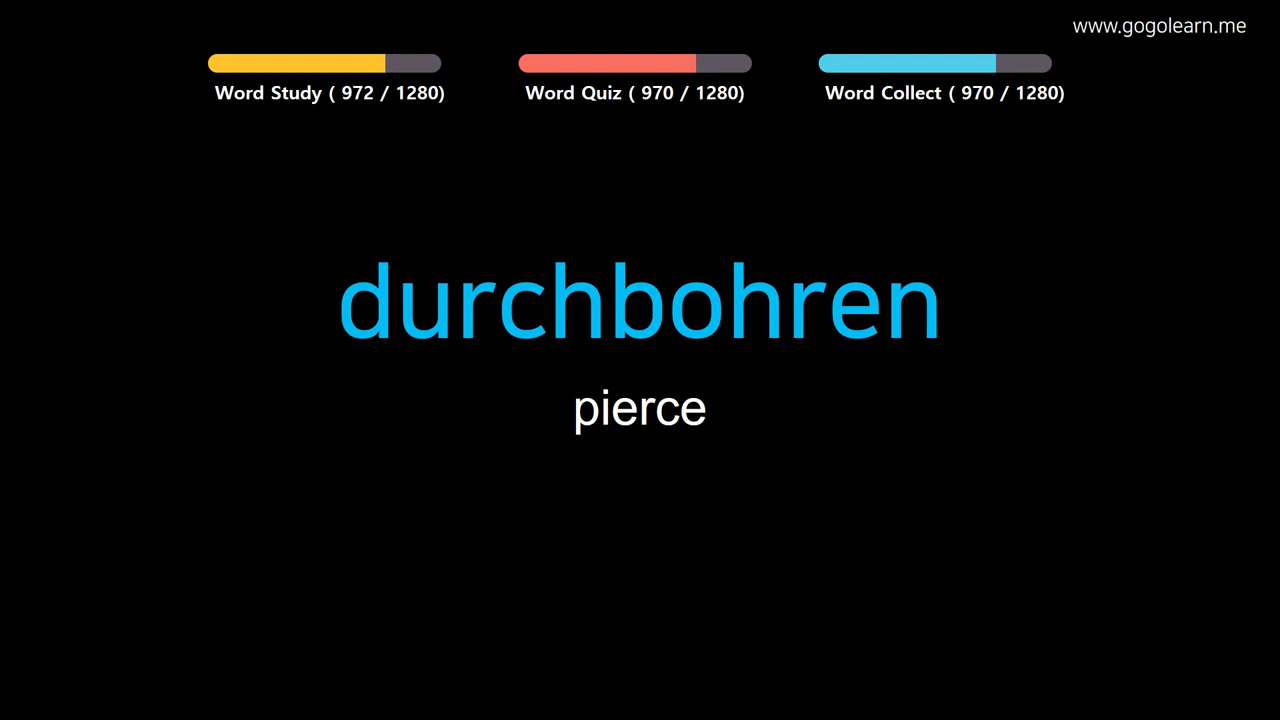 www.gogolearn.me
Word Study ( 972 / 1280)
Word Quiz ( 970 / 1280)
Word Collect ( 970 / 1280)
durchbohren
pierce